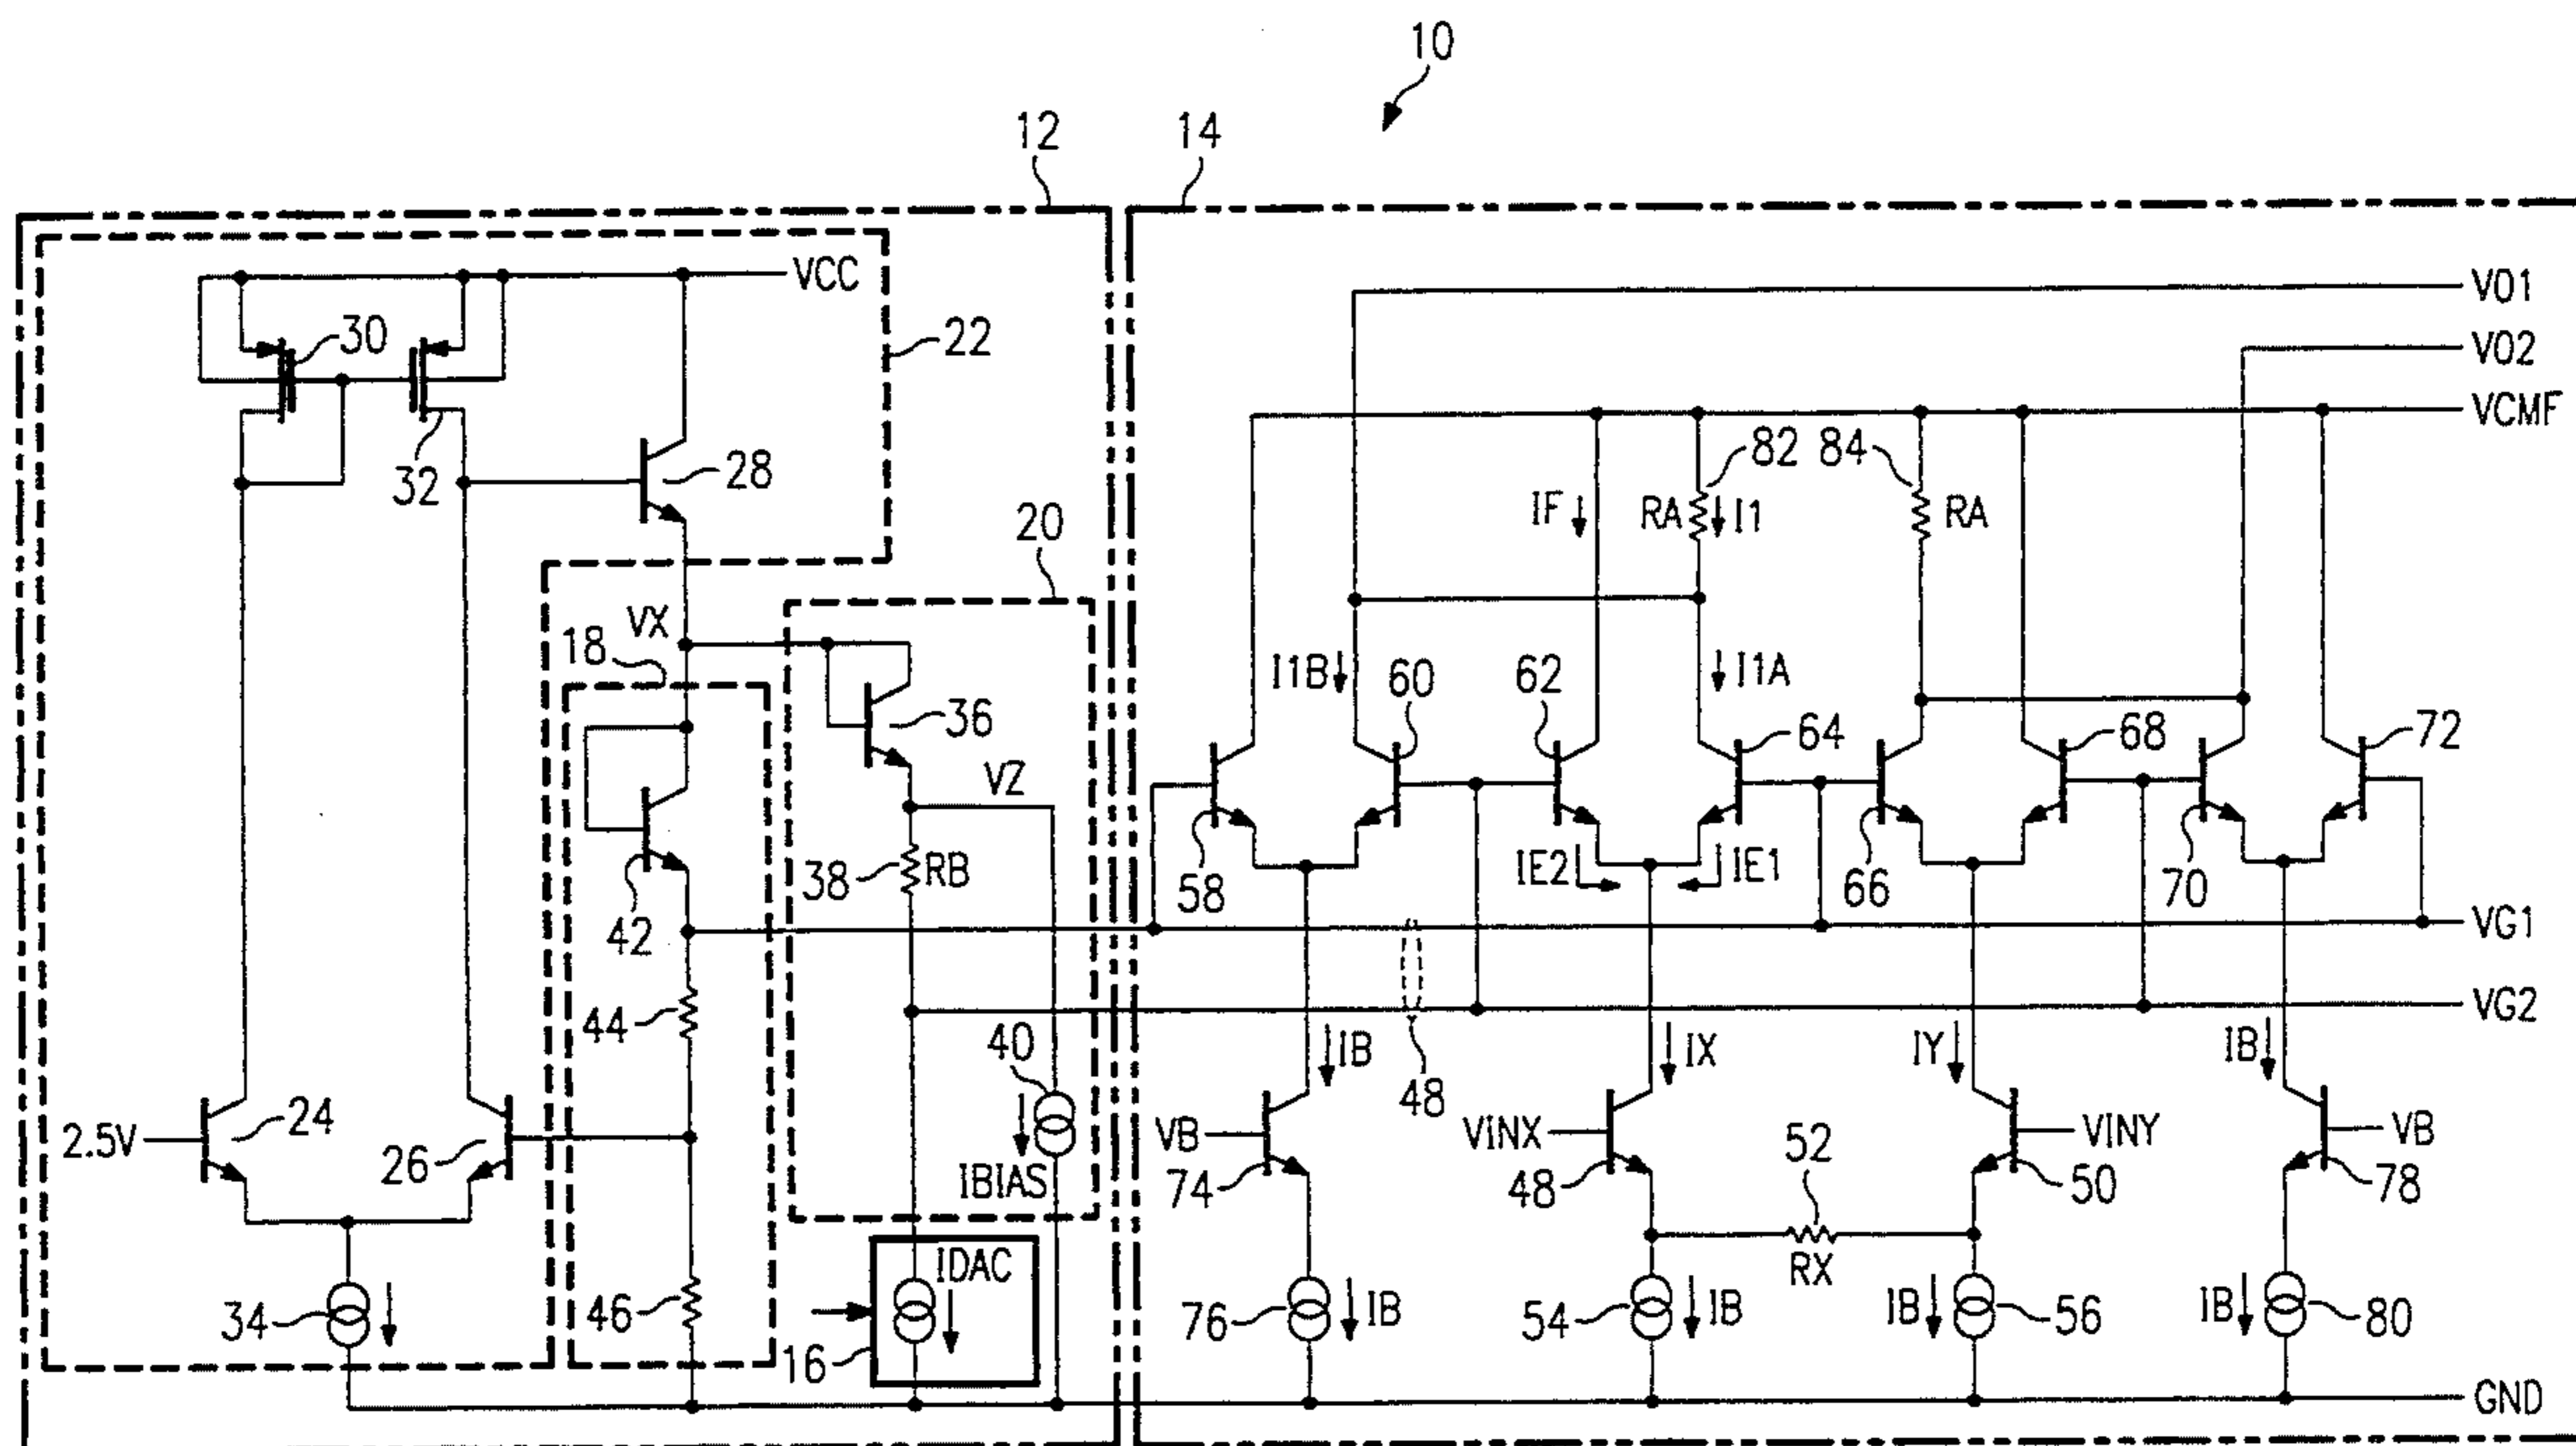 10
12
14
VCC
VO1
30
22
VO2
VCMF
32
28
82
84
20
IF
RA
I1
RA
VX
18
I1B
60
62
I1A
64
68
72
36
VZ
38
RB
58
IE2
IE1
66
70
42
VG1
44
VG2
40
IB
IX
IY
IB
48
2.5V
24
26
IBIAS
VB
74
VINX
48
52
VINY
50
VB
78
RX
IDAC
34
46
16
76
IB
54
IB
IB
56
IB
80
GND